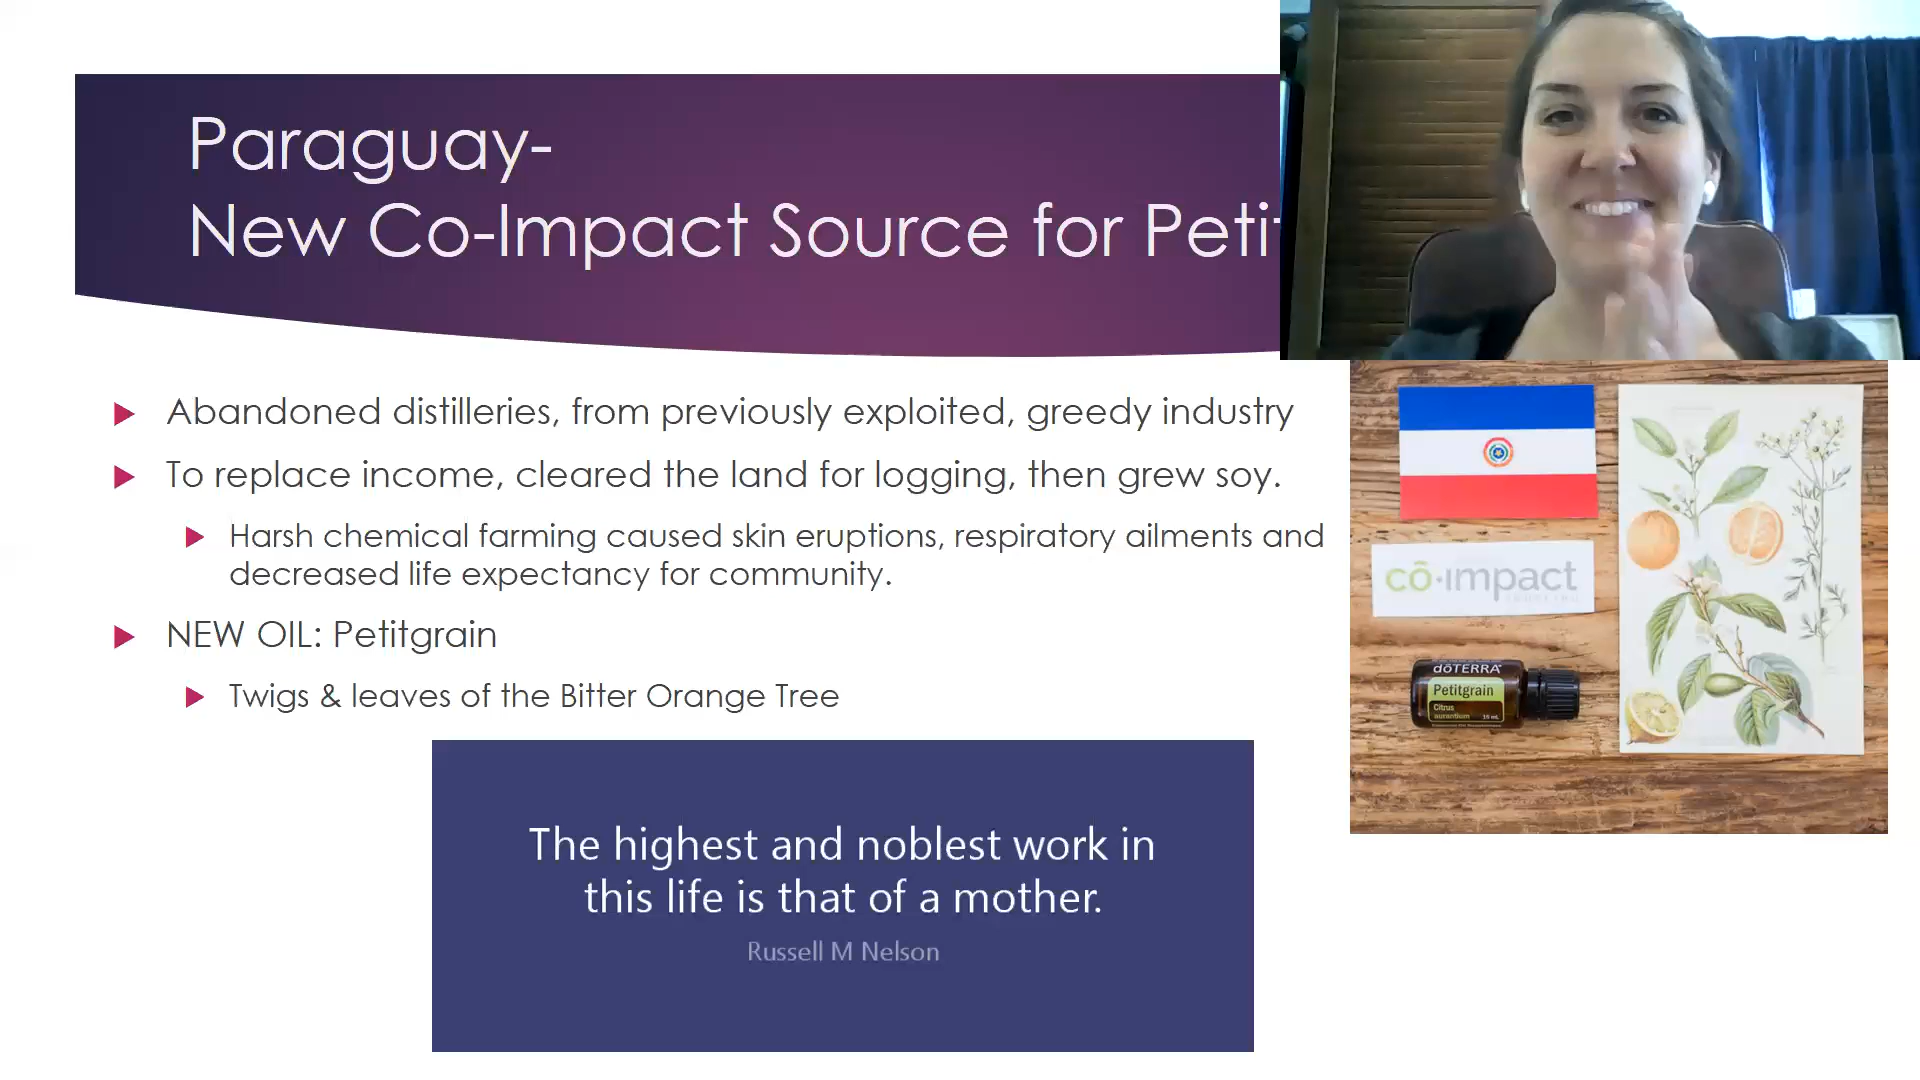 Paraguay-
New Co-Impact Source for Peti
Abandoned distilleries, from previously exploited, greedy industry
To replace income, cleared the land for logging, then grew soy.
Harsh chemical farming caused skin eruptions, respiratory ailments and
decreased life expectancy for community.
NEW OIL: Petitgrain
Twigs & leaves of the Bitter Orange Tree
cō·impact
dōTERRA
Petitgrain
Citrus
aurantium 15 mL
The highest and noblest work in
this life is that of a mother.
Russell M Nelson